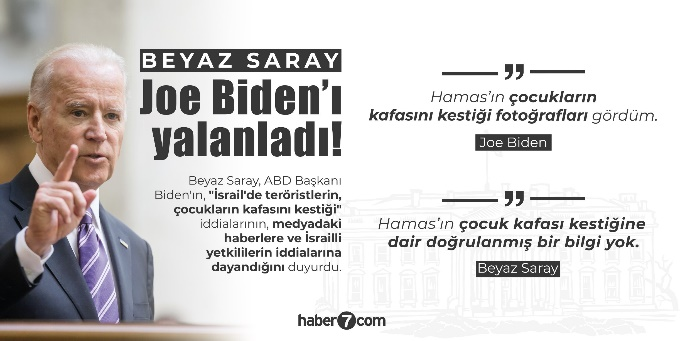 BEYAZ SARAY
Joe Biden'ı
yalanladı!
Beyaz Saray, ABD Başkanı
Biden'ın, "İsrail'de teröristlerin,
çocukların kafasını kestiği"
iddialarının, medyadaki
haberlere ve İsrailli
yetkililerin iddialarına
dayandığını duyurdu.
Hamas'ın çocukların
kafasını kestiği fotoğrafları gördüm.
Joe Biden
Hamas'ın çocuk kafası kestiğine
dair doğrulanmış bir bilgi yok.
Beyaz Saray
haber7com